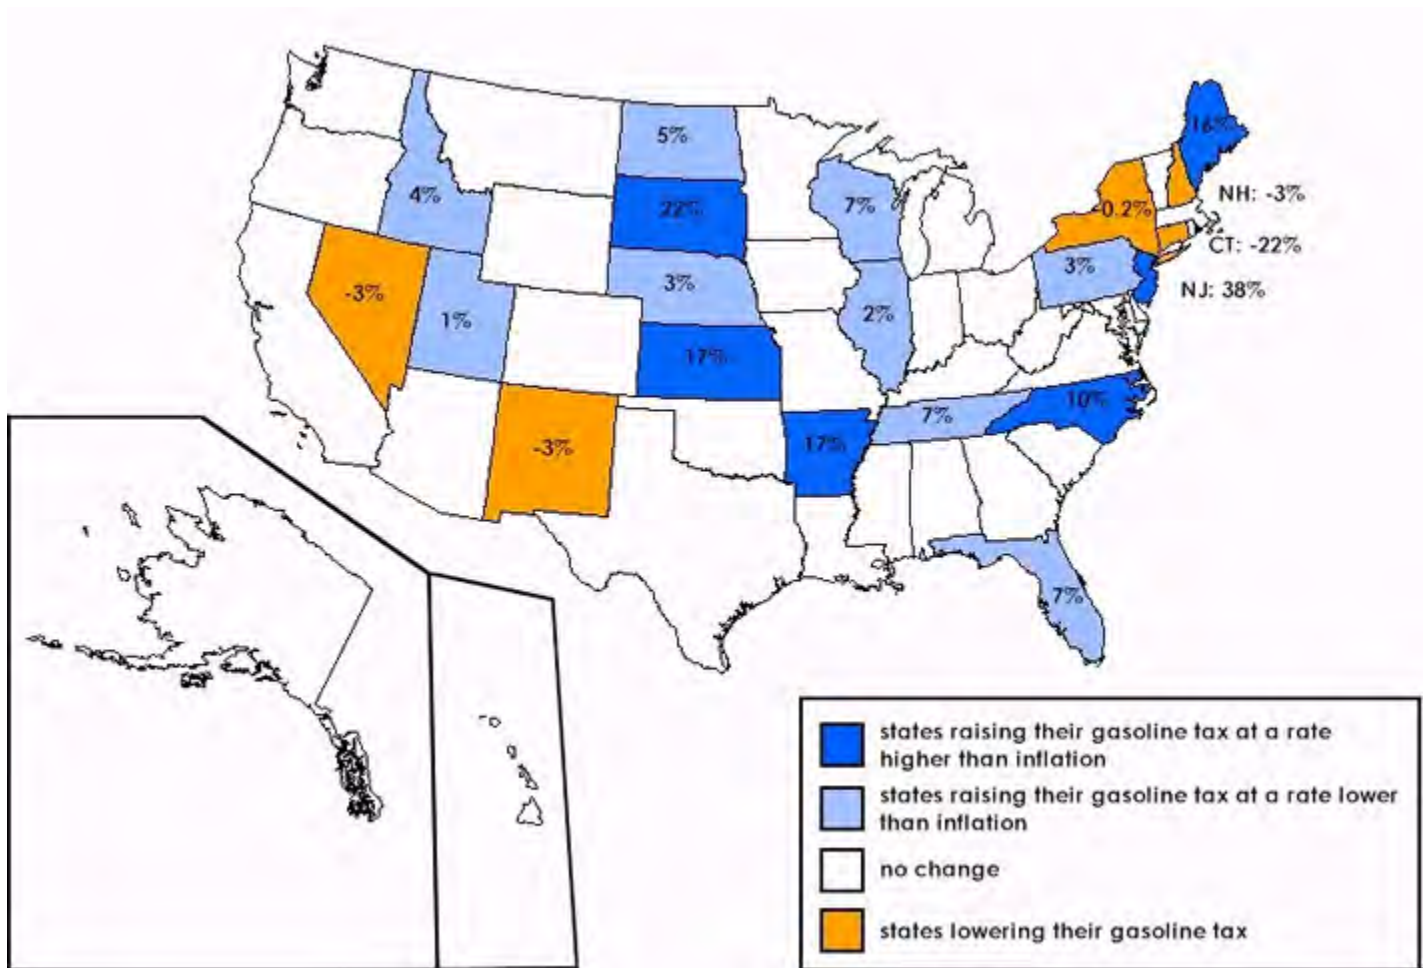 16%
5%
NH: -3%
4%
22%
7%
-0.2%
CT: -22%
3%
-3%
3%
NJ: 38%
1%
2%
17%
10%
7%
-3%
17%
7%
states raising their gasoline tax at a rate
higher than inflation
states raising their gasoline tax at a rate lower
than inflation
no change
states lowering their gasoline tax